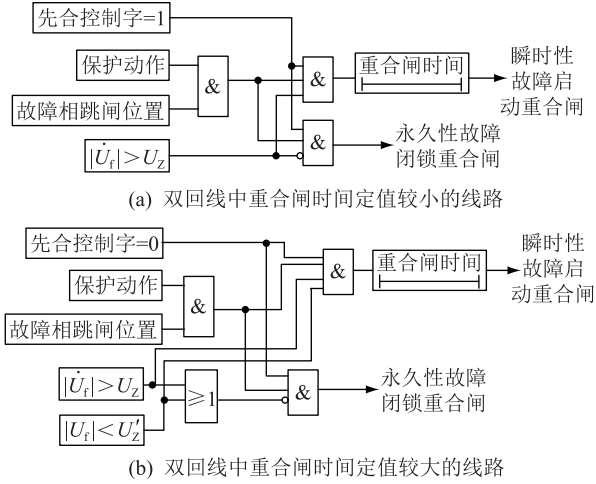 先合控制字=1
保护动作
&
故障相跳闸位置
&
重合闸时间
瞬时性
故障启
动重合闸
|U̇f|>UZ
&
永久性故障
闭锁重合闸
(a) 双回线中重合闸时间定值较小的线路
先合控制字=0
保护动作
&
故障相跳闸位置
&
重合闸时间
瞬时性
故障启
动重合闸
|U̇f|>UZ
|Uf|<U′Z
≥1
&
永久性故障
闭锁重合闸
(b) 双回线中重合闸时间定值较大的线路